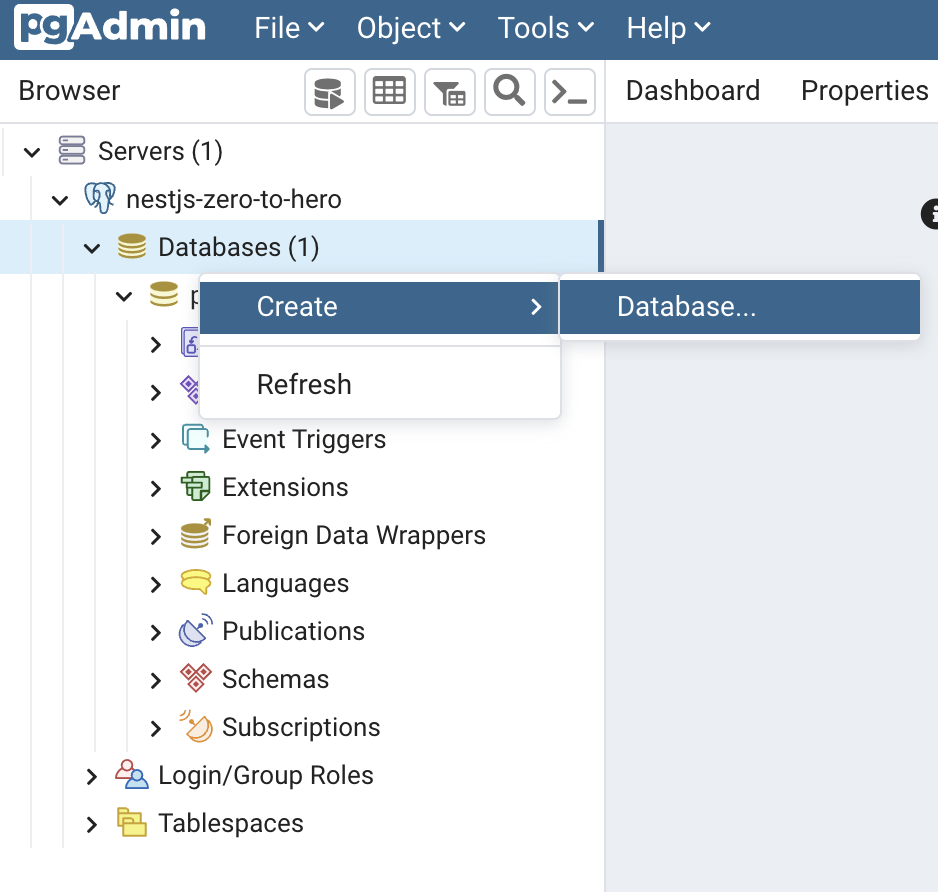 pgAdmin File Object Tools Help
Browser Dashboard Properties
Servers (1)
nestjs-zero-to-hero
Databases (1)
Create Database...
Refresh
Event Triggers
Extensions
Foreign Data Wrappers
Languages
Publications
Schemas
Subscriptions
Login/Group Roles
Tablespaces